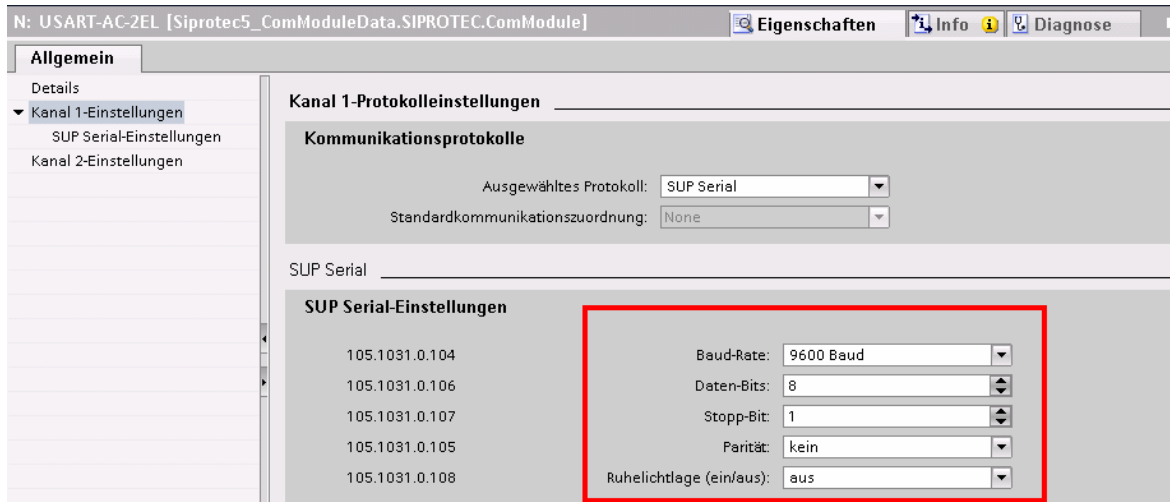 N: USART-AC-2EL [Siprotec5_ComModuleData.SIPROTEC.ComModule]
Eigenschaften
Info
Diagnose
Allgemein
Details
Kanal 1-Einstellungen
SUP Serial-Einstellungen
Kanal 2-Einstellungen
Kanal 1-Protokolleinstellungen
Kommunikationsprotokolle
Ausgewähltes Protokoll: SUP Serial
Standardkommunikationszuordnung: None
SUP Serial
SUP Serial-Einstellungen
105.1031.0.104 Baud-Rate: 9600 Baud
105.1031.0.106 Daten-Bits: 8
105.1031.0.107 Stopp-Bit: 1
105.1031.0.105 Parität: kein
105.1031.0.108 Ruhelichtlage (ein/aus): aus